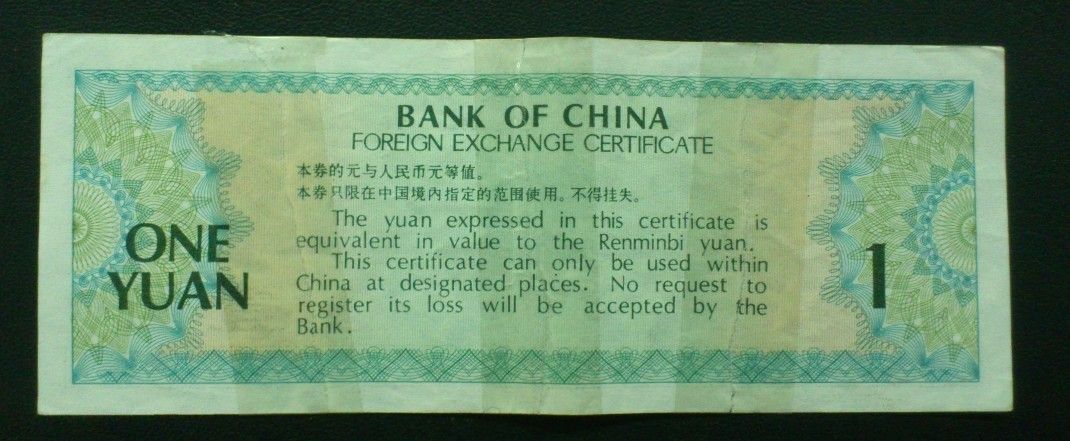 BANK OF CHINA
FOREIGN EXCHANGE CERTIFICATE
本券的元与人民币元等值。
本券只限在中国境内指定的范围使用。不得挂失。
The yuan expressed in this certificate is
equivalent in value to the Renminbi yuan.
This certificate can only be used within
China at designated places. No request to
register its loss will be accepted by the
Bank.
ONE
YUAN
1